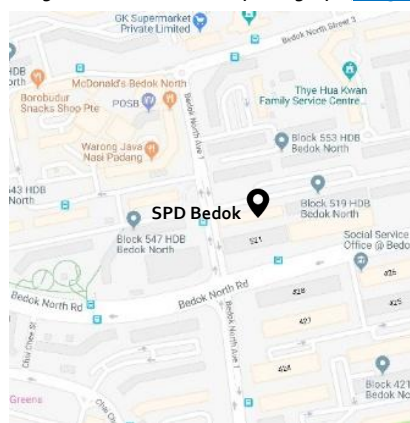 GK Supermarket
Private Limited
Bedok North Street 3
HDB
orth
McDonald's Bedok North
Borobudur
Snacks Shop Pte
POSB
Thye Hua Kwan
Family Service Centre...
Warong Java
Nasi Padang
Bedok North Ave 1
Block 553 HDB
Bedok North
543 HDB
North
SPD Bedok
Block 519 HDB
Bedok North
Block 547 HDB
Bedok North
521
Social Service
Office @ Bedo
Bedok North Rd
Bedok North Rd
428
426
425
Chai Chee St
427
Bedok North Ave 1
424
Block 421
Bedok No
Greens